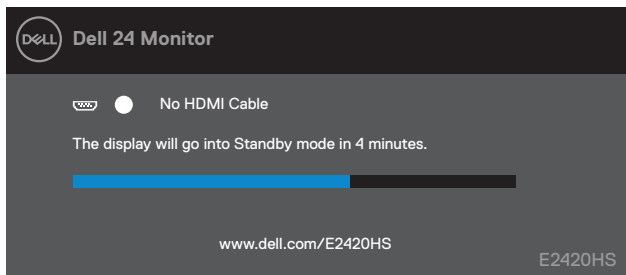 DELL Dell 24 Monitor
No HDMI Cable
The display will go into Standby mode in 4 minutes.
www.dell.com/E2420HS
E2420HS